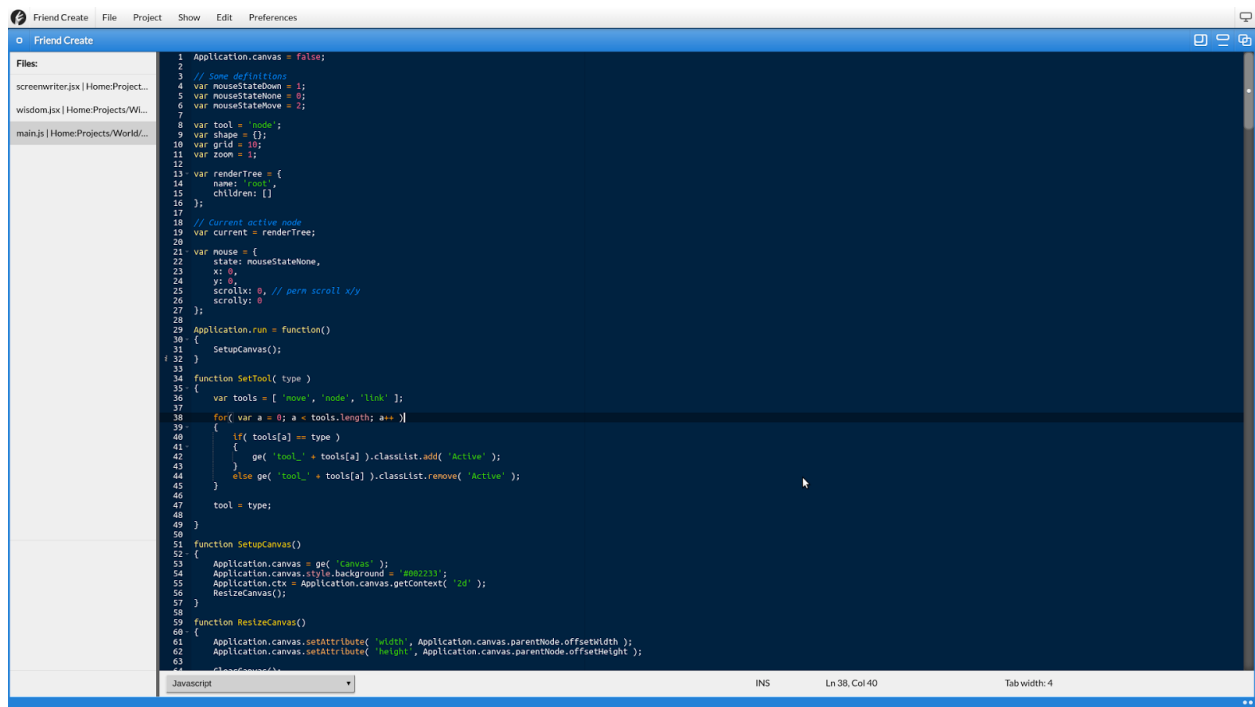 Friend Create File Project Show Edit Preferences
Friend Create
Files:
screenwriter.jsx | Home:Project...
wisdom.jsx | Home:Projects/Wi...
main.js | Home:Projects/World/...
1 Application.canvas = false;
2
3 // Some definitions
4 var mouseStateDown = 1;
5 var mouseStateNone = 0;
6 var mouseStateMove = 2;
7
8 var tool = 'node';
9 var shape = {};
10 var grid = 10;
11 var zoom = 1;
12
13 var renderTree = {
14 name: 'root',
15 children: []
16 };
17
18 // Current active node
19 var current = renderTree;
20
21 var mouse = {
22 state: mouseStateNone,
23 x: 0,
24 y: 0,
25 scrollx: 0, // perm scroll x/y
26 scrolly: 0
27 };
28
29 Application.run = function()
30 {
31 SetupCanvas();
i 32 }
33
34 function SetTool( type )
35 {
36 var tools = [ 'move', 'node', 'link' ];
37
38 for( var a = 0; a < tools.length; a++ )
39 {
40 if( tools[a] == type )
41 {
42 ge( 'tool_' + tools[a] ).classList.add( 'Active' );
43 }
44 else ge( 'tool_' + tools[a] ).classList.remove( 'Active' );
45 }
46
47 tool = type;
48
49 }
50
51 function SetupCanvas()
52 {
53 Application.canvas = ge( 'Canvas' );
54 Application.canvas.style.background = '#002233';
55 Application.ctx = Application.canvas.getContext( '2d' );
56 ResizeCanvas();
57 }
58
59 function ResizeCanvas()
60 {
61 Application.canvas.setAttribute( 'width', Application.canvas.parentNode.offsetWidth );
62 Application.canvas.setAttribute( 'height', Application.canvas.parentNode.offsetHeight );
63
64 ClearCanvas();
Javascript INS Ln 38, Col 40 Tab width: 4